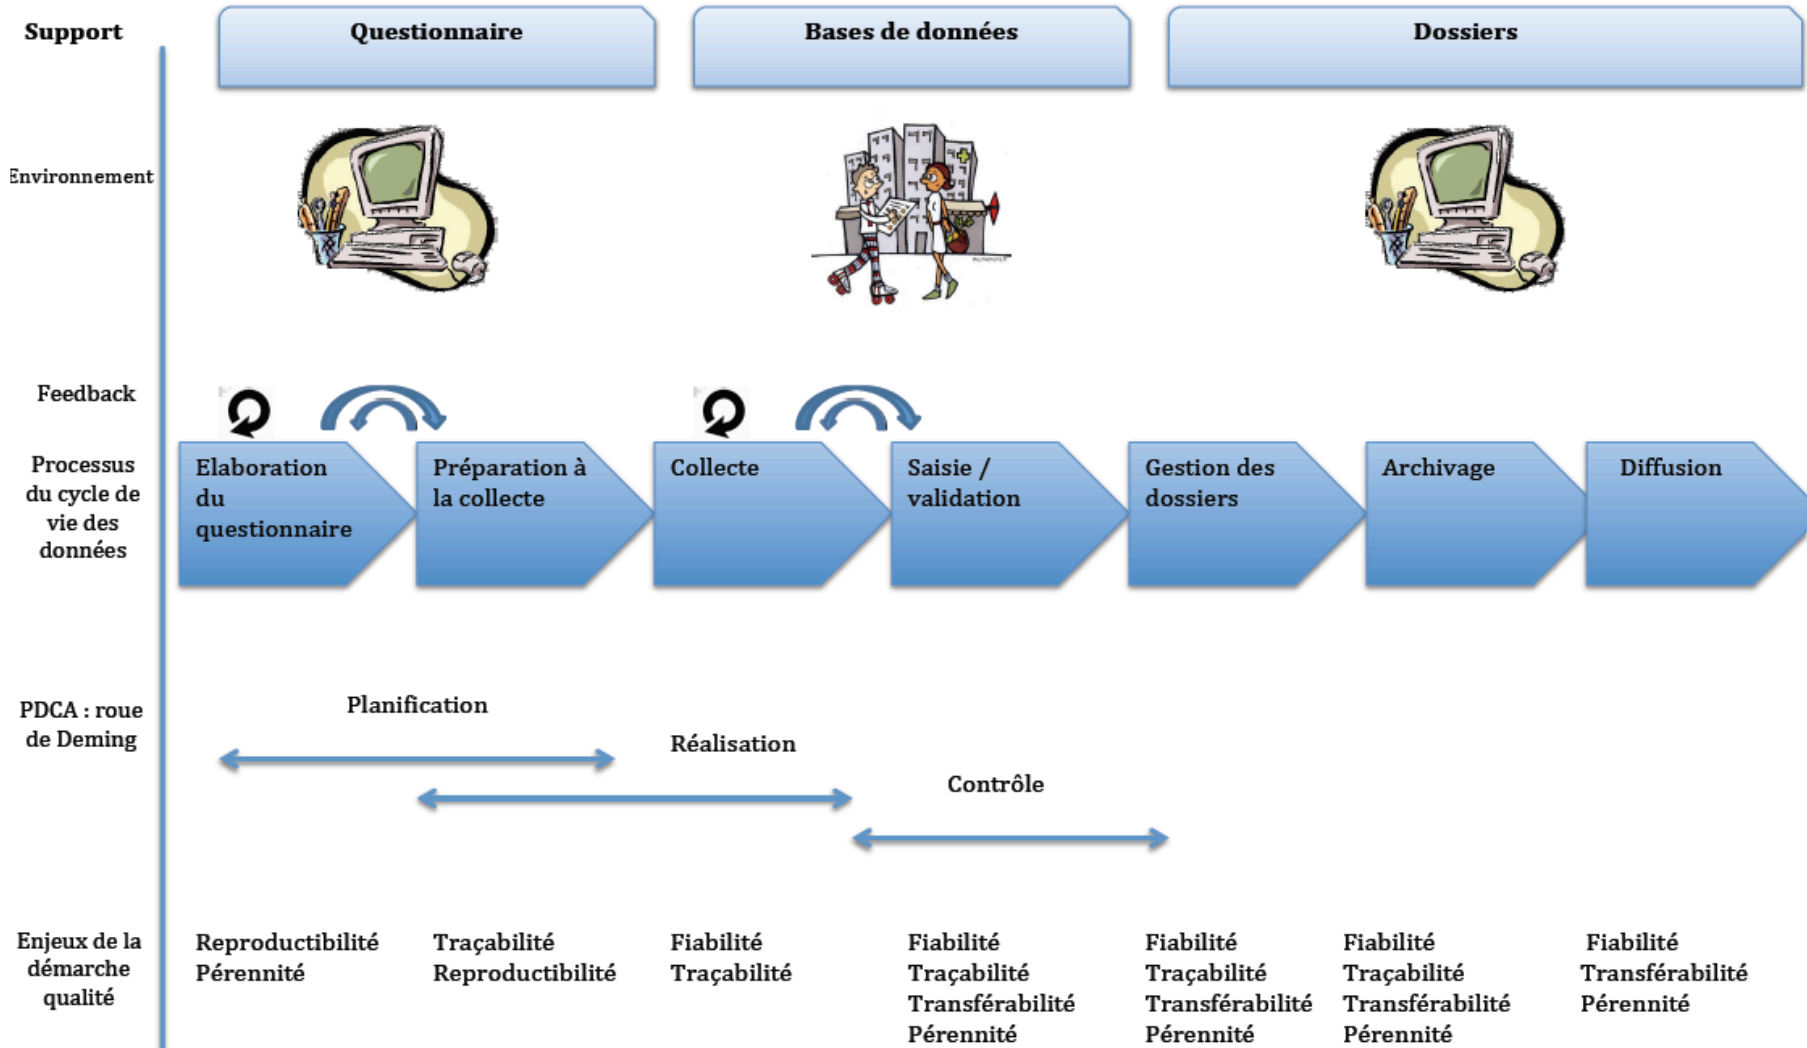 Support
Questionnaire
Bases de données
Dossiers
Environnement
Feedback
Processus
du cycle de
vie des
données
Elaboration
du
questionnaire
Préparation à
la collecte
Collecte
Saisie /
validation
Gestion des
dossiers
Archivage
Diffusion
PDCA : roue
de Deming
Planification
Réalisation
Contrôle
Enjeux de la
démarche
qualité
Reproductibilité
Pérennité
Traçabilité
Reproductibilité
Fiabilité
Traçabilité
Fiabilité
Traçabilité
Transférabilité
Pérennité
Fiabilité
Traçabilité
Transférabilité
Pérennité
Fiabilité
Traçabilité
Transférabilité
Pérennité
Fiabilité
Transférabilité
Pérennité